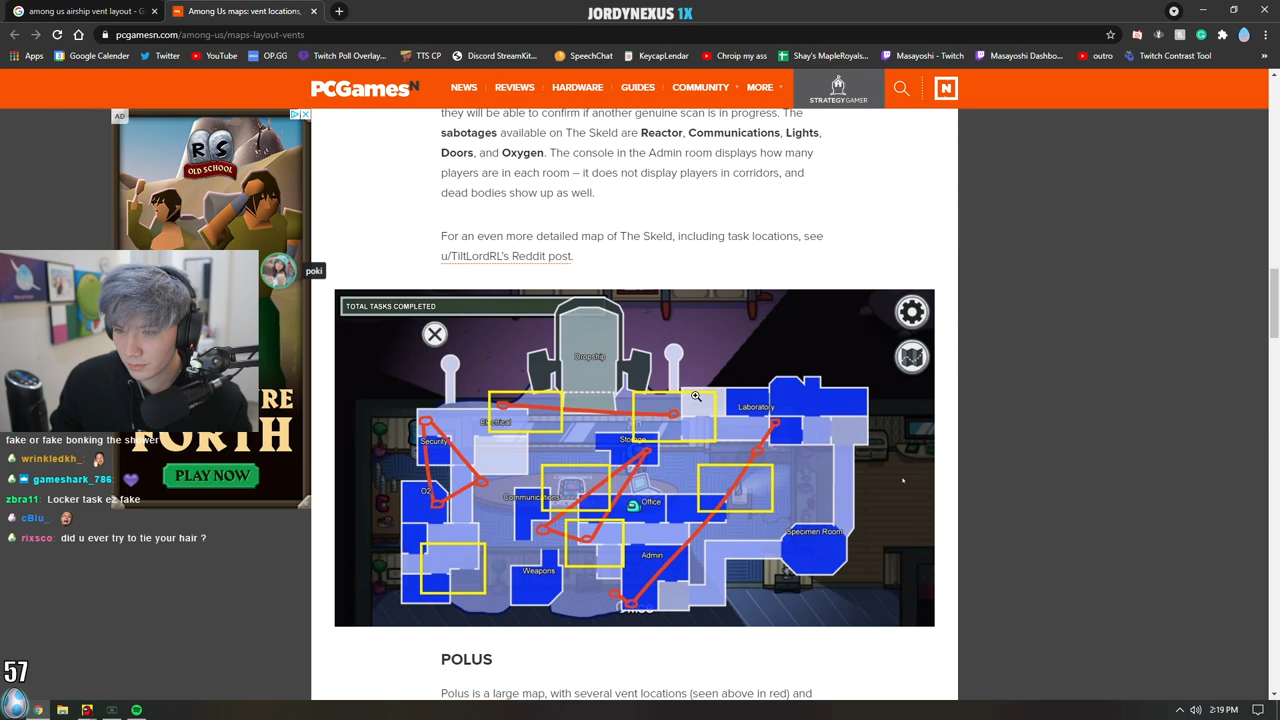 JORDYNEXUS 1X
among us airship vent layout - G
Among Us maps: vent locations,
pcgamesn.com/among-us/maps-layout-vents
Apps
Google Calendar
Twitter
YouTube
OP.GG
Twitch Poll Overlay...
TTS CP
Discord StreamKit...
SpeechChat
KeycapLendar
Chroip my ass
Shay's MapleRoyals...
Masayoshi - Twitch
Masayoshi Dashbo...
outro
Twitch Contrast Tool
PCGamesN
NEWS
REVIEWS
HARDWARE
GUIDES
COMMUNITY
MORE
STRATEGYGAMER
N
AD
they will be able to confirm if another genuine scan is in progress. The
sabotages available on The Skeld are Reactor, Communications, Lights,
Doors, and Oxygen. The console in the Admin room displays how many
players are in each room – it does not display players in corridors, and
dead bodies show up as well.
For an even more detailed map of The Skeld, including task locations, see
u/TiltLordRL's Reddit post.
RS
OLD SCHOOL
poki
PLAY NOW
fake or fake bonking the shower
wrinkledkh_:
gameshark_786:
zbra11: Locker task ez fake
cBlu_
rixsco: did u ever try to tie your hair ?
TOTAL TASKS COMPLETED
Dropship
Laboratory
Electrical
Storage
Security
O2
Communications
Office
Specimen Room
Admin
Weapons
POLUS
Polus is a large map, with several vent locations (seen above in red) and
57
2:19 PM